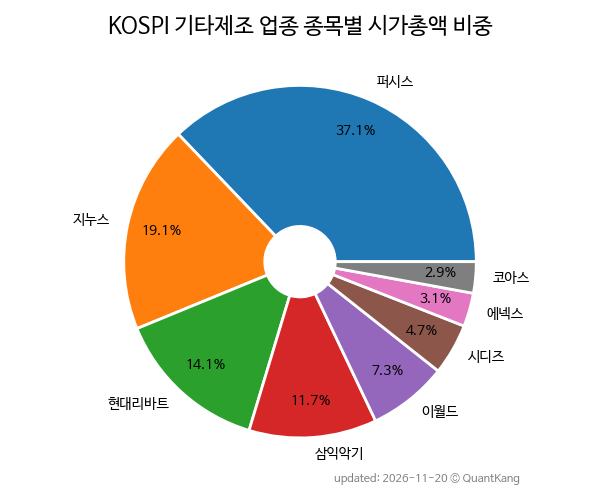 KOSPI 기타제조 업종 종목별 시가총액 비중
퍼시스
37.1%
지누스
19.1%
현대리바트
14.1%
삼익악기
11.7%
이월드
7.3%
시디즈
4.7%
에넥스
3.1%
코아스
2.9%
updated: 2026-11-20 © QuantKang